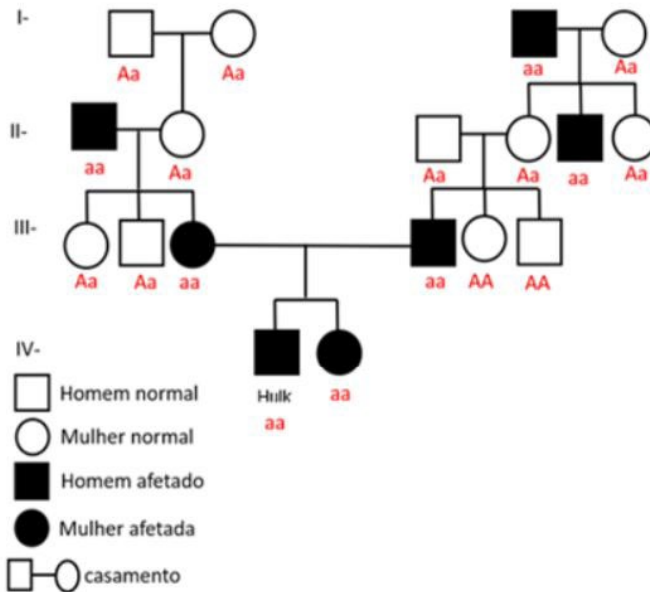 I-
Aa Aa aa Aa
II-
aa Aa Aa Aa aa Aa
III-
Aa Aa aa aa AA AA
IV-
Hulk
aa aa
Homem normal
Mulher normal
Homem afetado
Mulher afetada
casamento